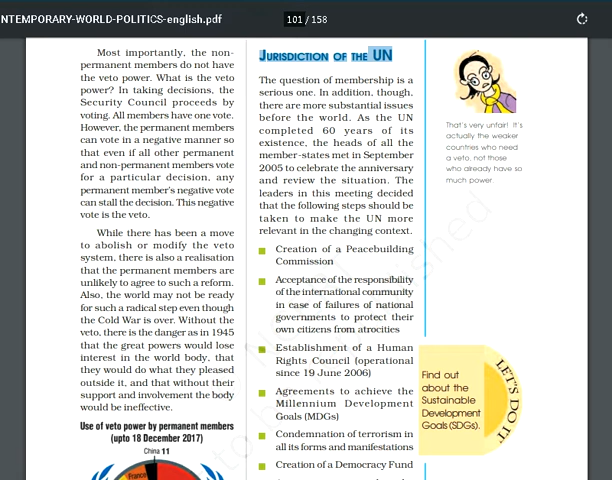 NTEMPORARY-WORLD-POLITICS-english.pdf
101 / 158
Most importantly, the non-
permanent members do not have
the veto power. What is the veto
power? In taking decisions, the
Security Council proceeds by
voting. All members have one vote.
However, the permanent members
can vote in a negative manner so
that even if all other permanent
and non-permanent members vote
for a particular decision, any
permanent member's negative vote
can stall the decision. This negative
vote is the veto.
While there has been a move
to abolish or modify the veto
system, there is also a realisation
that the permanent members are
unlikely to agree to such a reform.
Also, the world may not be ready
for such a radical step even though
the Cold War is over. Without the
veto, there is the danger as in 1945
that the great powers would lose
interest in the world body, that
they would do what they pleased
outside it, and that without their
support and involvement the body
would be ineffective.
Use of veto power by permanent members
(upto 18 December 2017)
China 11
France
JURISDICTION OF THE UN
The question of membership is a
serious one. In addition, though,
there are more substantial issues
before the world. As the UN
completed 60 years of its
existence, the heads of all the
member-states met in September
2005 to celebrate the anniversary
and review the situation. The
leaders in this meeting decided
that the following steps should be
taken to make the UN more
relevant in the changing context.
Creation of a Peacebuilding
Commission
Acceptance of the responsibility
of the international community
in case of failures of national
governments to protect their
own citizens from atrocities
Establishment of a Human
Rights Council (operational
since 19 June 2006)
Agreements to achieve the
Millennium Development
Goals (MDGs)
Condemnation of terrorism in
all its forms and manifestations
Creation of a Democracy Fund
That's very unfair! It's
actually the weaker
countries who need
a veto, not those
who already have so
much power.
Find out
about the
Sustainable
Development
Goals (SDGs).
LET'S DO IT